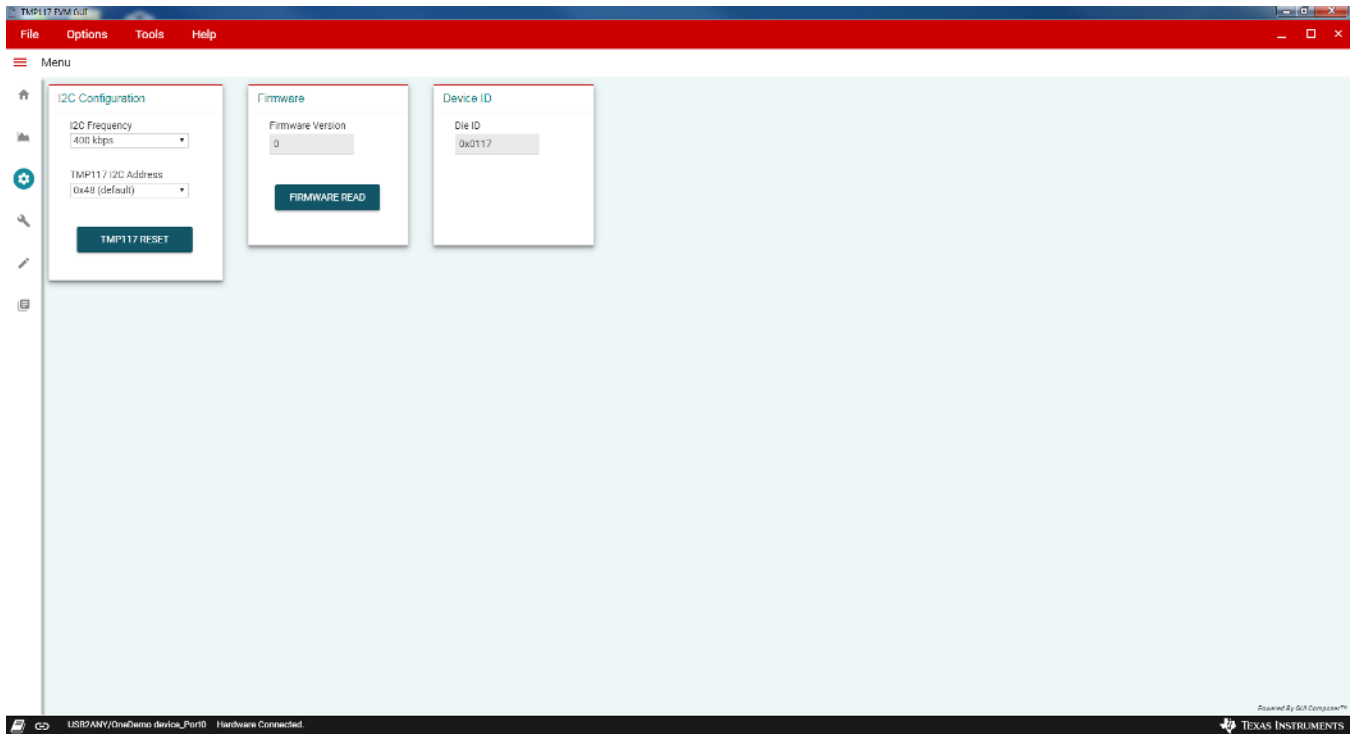 TMP117 EVM GUI
File Options Tools Help
Menu
I2C Configuration
I2C Frequency
400 kbps
TMP117 I2C Address
0x48 (default)
TMP117 RESET
Firmware
Firmware Version
0
FIRMWARE READ
Device ID
Die ID
0x0117
Powered By GUI Composer™
USB2ANY/OneDemo device_Port0 Hardware Connected.
TEXAS INSTRUMENTS